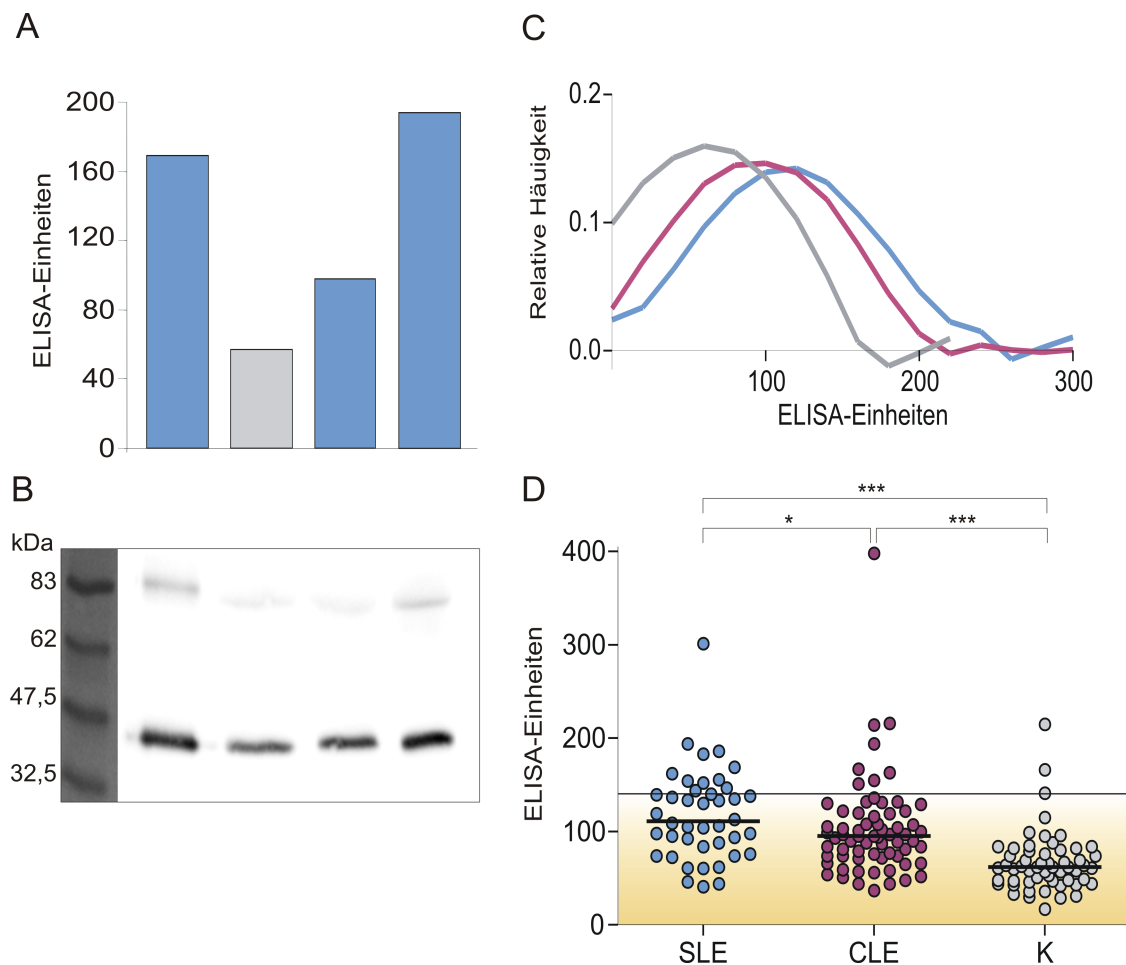 A
ELISA-Einheiten
200
160
120
80
40
0
B
kDa
83
62
47,5
32,5
C
Relative Häuigkeit
0.2
0.1
0.0
100 200 300
ELISA-Einheiten
D
***
* ***
ELISA-Einheiten
400
300
200
100
0
SLE CLE K